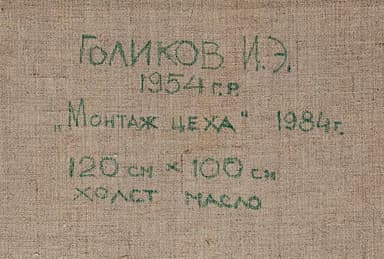 Голиков И.Э.
1954 г.р.
„Монтаж цеха" 1984г.
120 см × 100 см
холст масло